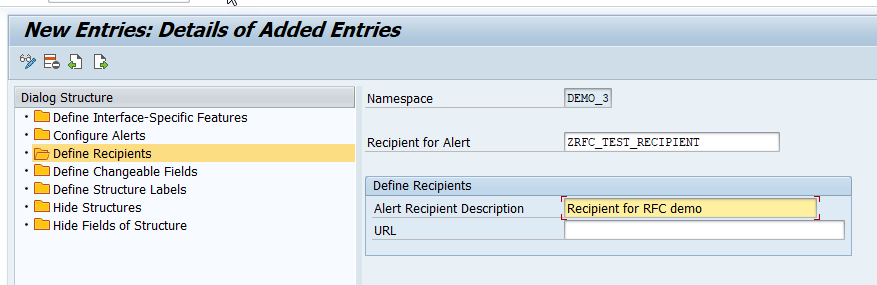 New Entries: Details of Added Entries
Dialog Structure
Define Interface-Specific Features
Configure Alerts
Define Recipients
Define Changeable Fields
Define Structure Labels
Hide Structures
Hide Fields of Structure
Namespace DEMO_3
Recipient for Alert ZRFC_TEST_RECIPIENT
Define Recipients
Alert Recipient Description Recipient for RFC demo
URL